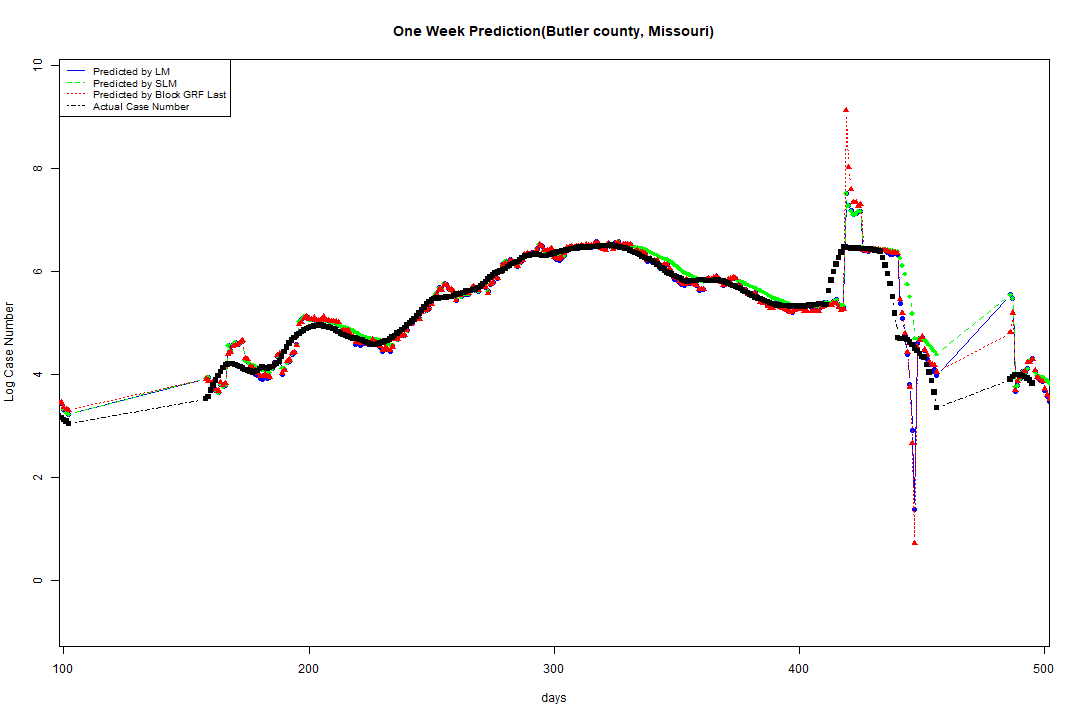 One Week Prediction(Butler county, Missouri)
Predicted by LM
Predicted by SLM
Predicted by Block GRF Last
Actual Case Number
Log Case Number
10
8
6
4
2
0
100 200 300 400 500
days